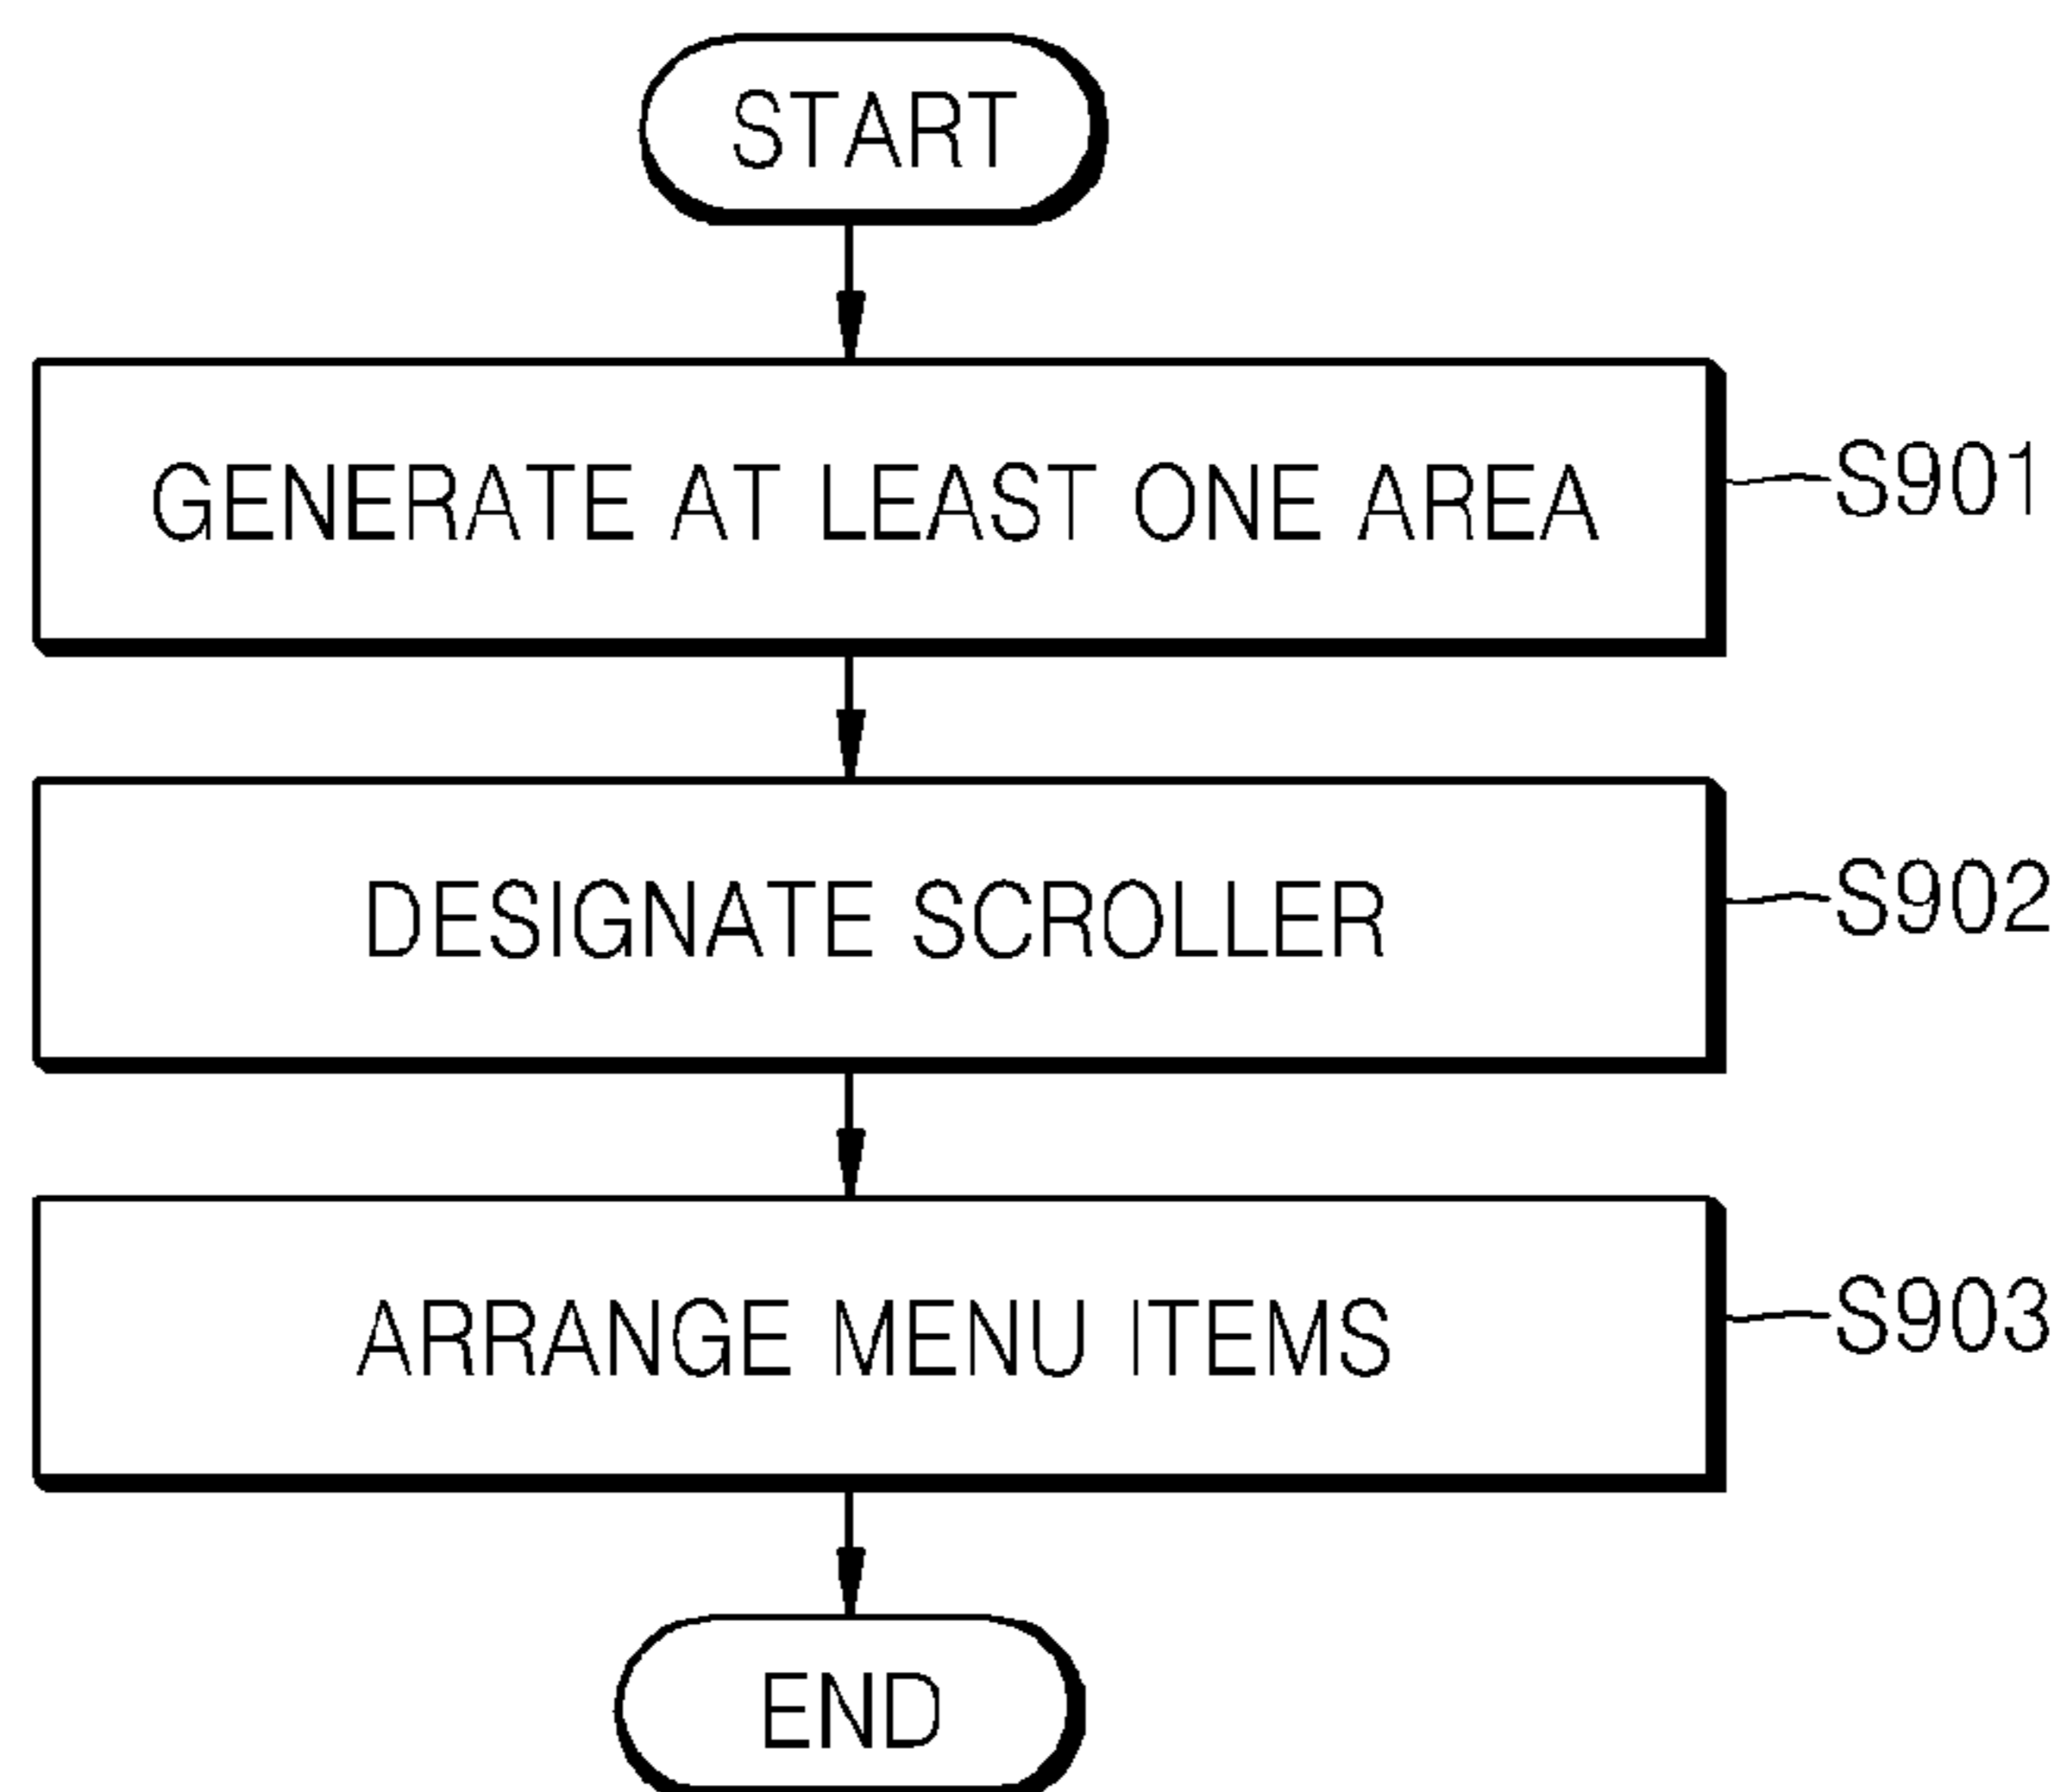 START
GENERATE AT LEAST ONE AREA
S901
DESIGNATE SCROLLER
S902
ARRANGE MENU ITEMS
S903
END